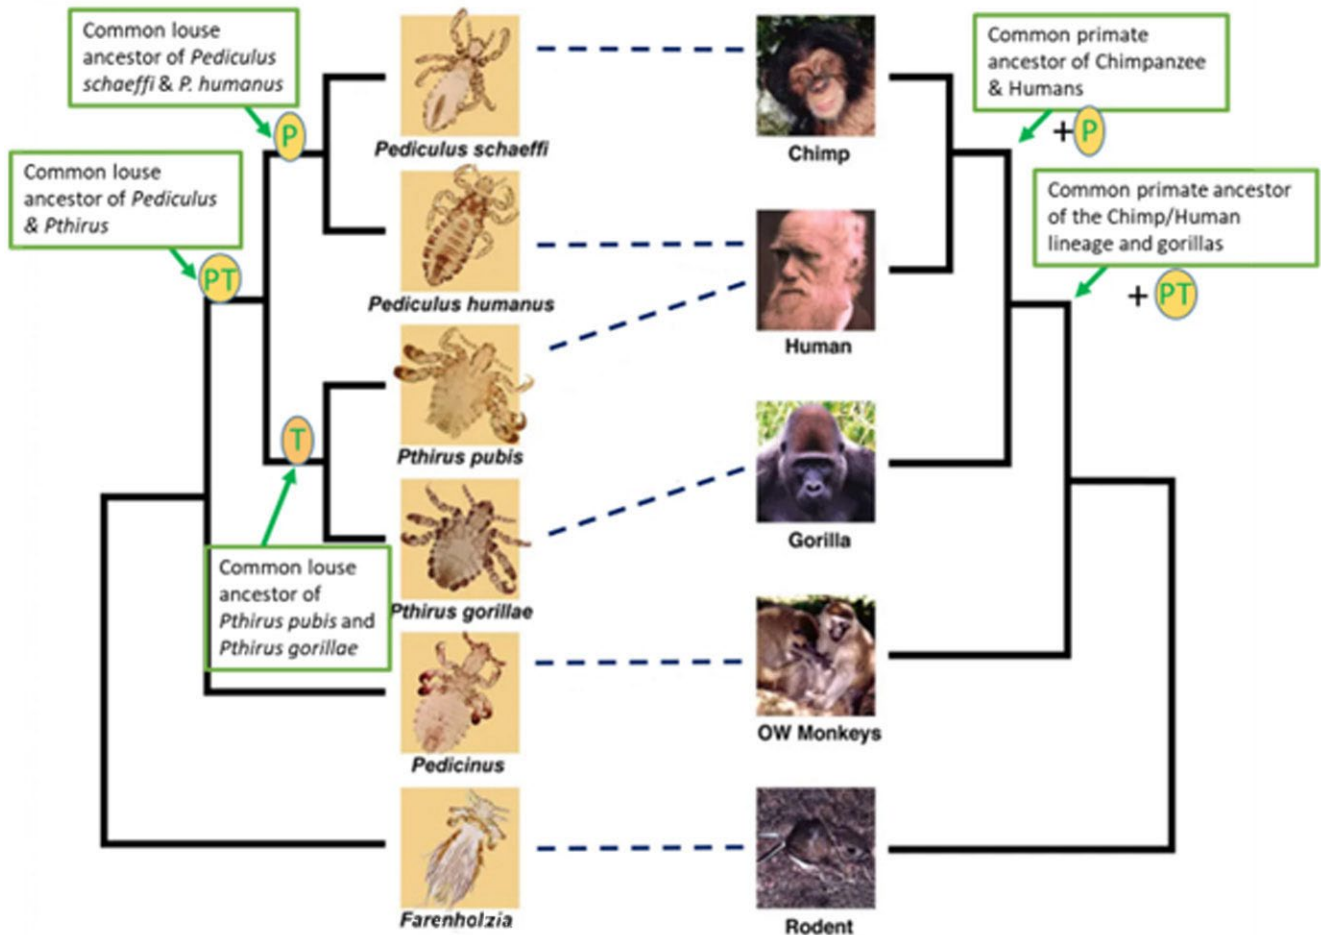 Common louse
ancestor of Pediculus
schaeffi & P. humanus
P
Common louse
ancestor of Pediculus
& Pthirus
PT
T
Common louse
ancestor of
Pthirus pubis and
Pthirus gorillae
Pediculus schaeffi
Pediculus humanus
Pthirus pubis
Pthirus gorillae
Pedicinus
Farenholzia
Chimp
Human
Gorilla
OW Monkeys
Rodent
Common primate
ancestor of Chimpanzee
& Humans
+ P
Common primate ancestor
of the Chimp/Human
lineage and gorillas
+ PT